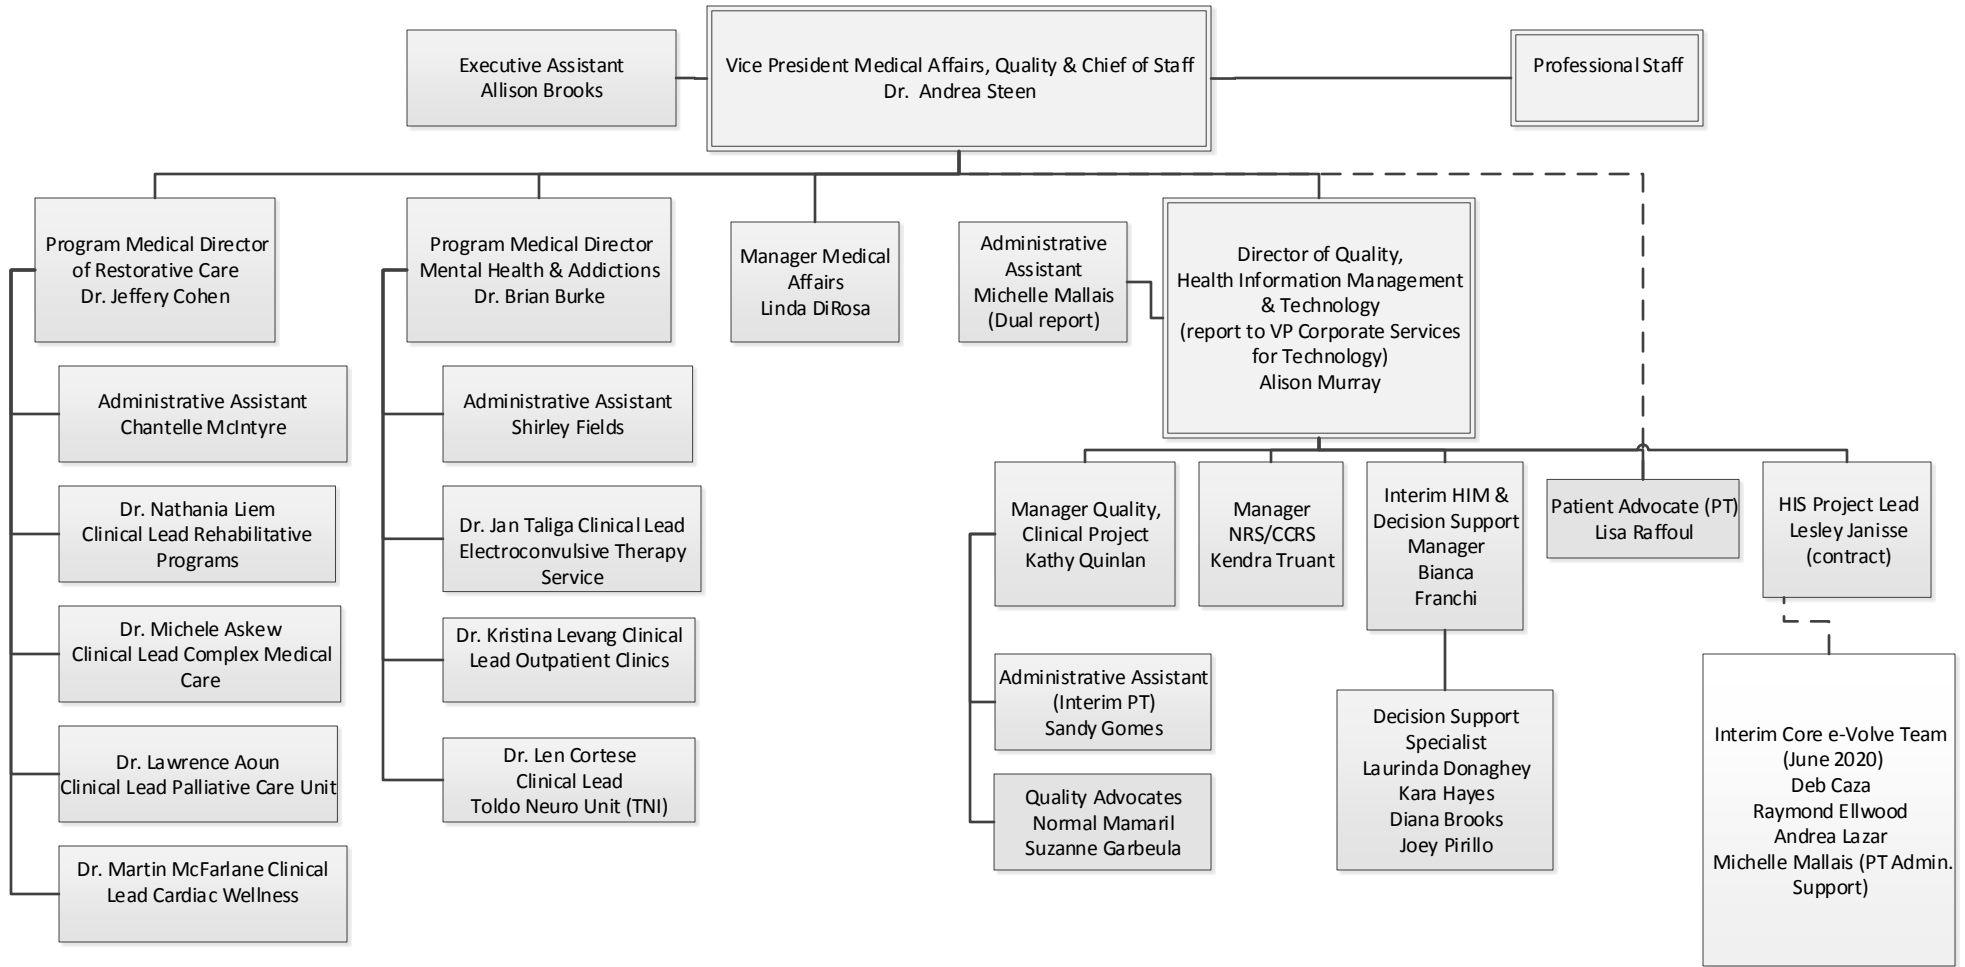 Executive Assistant
Allison Brooks
Vice President Medical Affairs, Quality & Chief of Staff
Dr. Andrea Steen
Professional Staff
Program Medical Director
of Restorative Care
Dr. Jeffery Cohen
Administrative Assistant
Chantelle McIntyre
Dr. Nathania Liem
Clinical Lead Rehabilitative
Programs
Dr. Michele Askew
Clinical Lead Complex Medical
Care
Dr. Lawrence Aoun
Clinical Lead Palliative Care Unit
Dr. Martin McFarlane Clinical
Lead Cardiac Wellness
Program Medical Director
Mental Health & Addictions
Dr. Brian Burke
Administrative Assistant
Shirley Fields
Dr. Jan Taliga Clinical Lead
Electroconvulsive Therapy
Service
Dr. Kristina Levang Clinical
Lead Outpatient Clinics
Dr. Len Cortese
Clinical Lead
Toldo Neuro Unit (TNI)
Manager Medical
Affairs
Linda DiRosa
Administrative
Assistant
Michelle Mallais
(Dual report)
Director of Quality,
Health Information Management
& Technology
(report to VP Corporate Services
for Technology)
Alison Murray
Manager Quality,
Clinical Project
Kathy Quinlan
Administrative Assistant
(Interim PT)
Sandy Gomes
Quality Advocates
Normal Mamaril
Suzanne Garbeula
Manager
NRS/CCRS
Kendra Truant
Interim HIM &
Decision Support
Manager
Bianca
Franchi
Decision Support
Specialist
Laurinda Donaghey
Kara Hayes
Diana Brooks
Joey Pirillo
Patient Advocate (PT)
Lisa Raffoul
HIS Project Lead
Lesley Janisse
(contract)
Interim Core e-Volve Team
(June 2020)
Deb Caza
Raymond Ellwood
Andrea Lazar
Michelle Mallais (PT Admin.
Support)